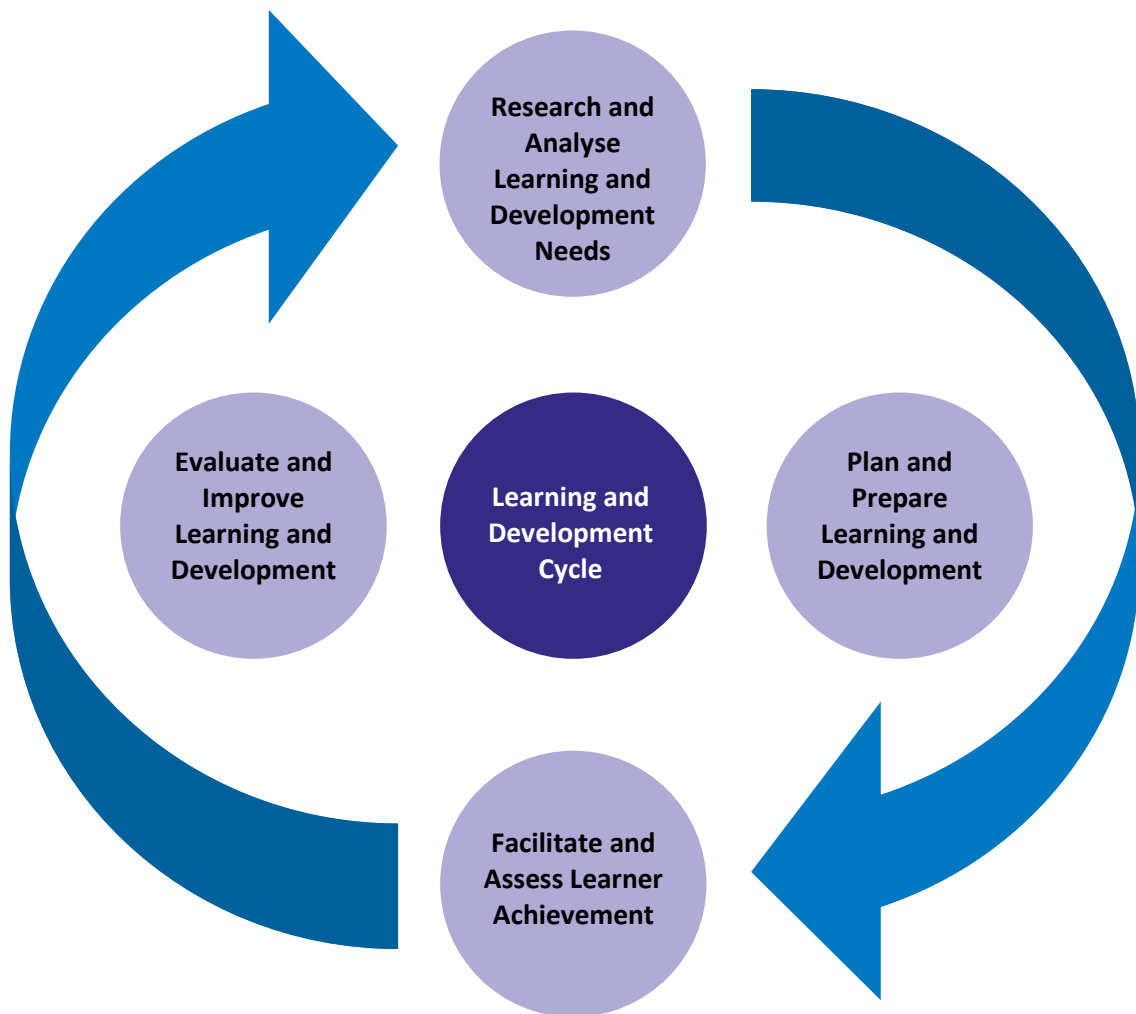 Research and
Analyse
Learning and
Development
Needs
Evaluate and
Improve
Learning and
Development
Learning and
Development
Cycle
Plan and
Prepare
Learning and
Development
Facilitate and
Assess Learner
Achievement